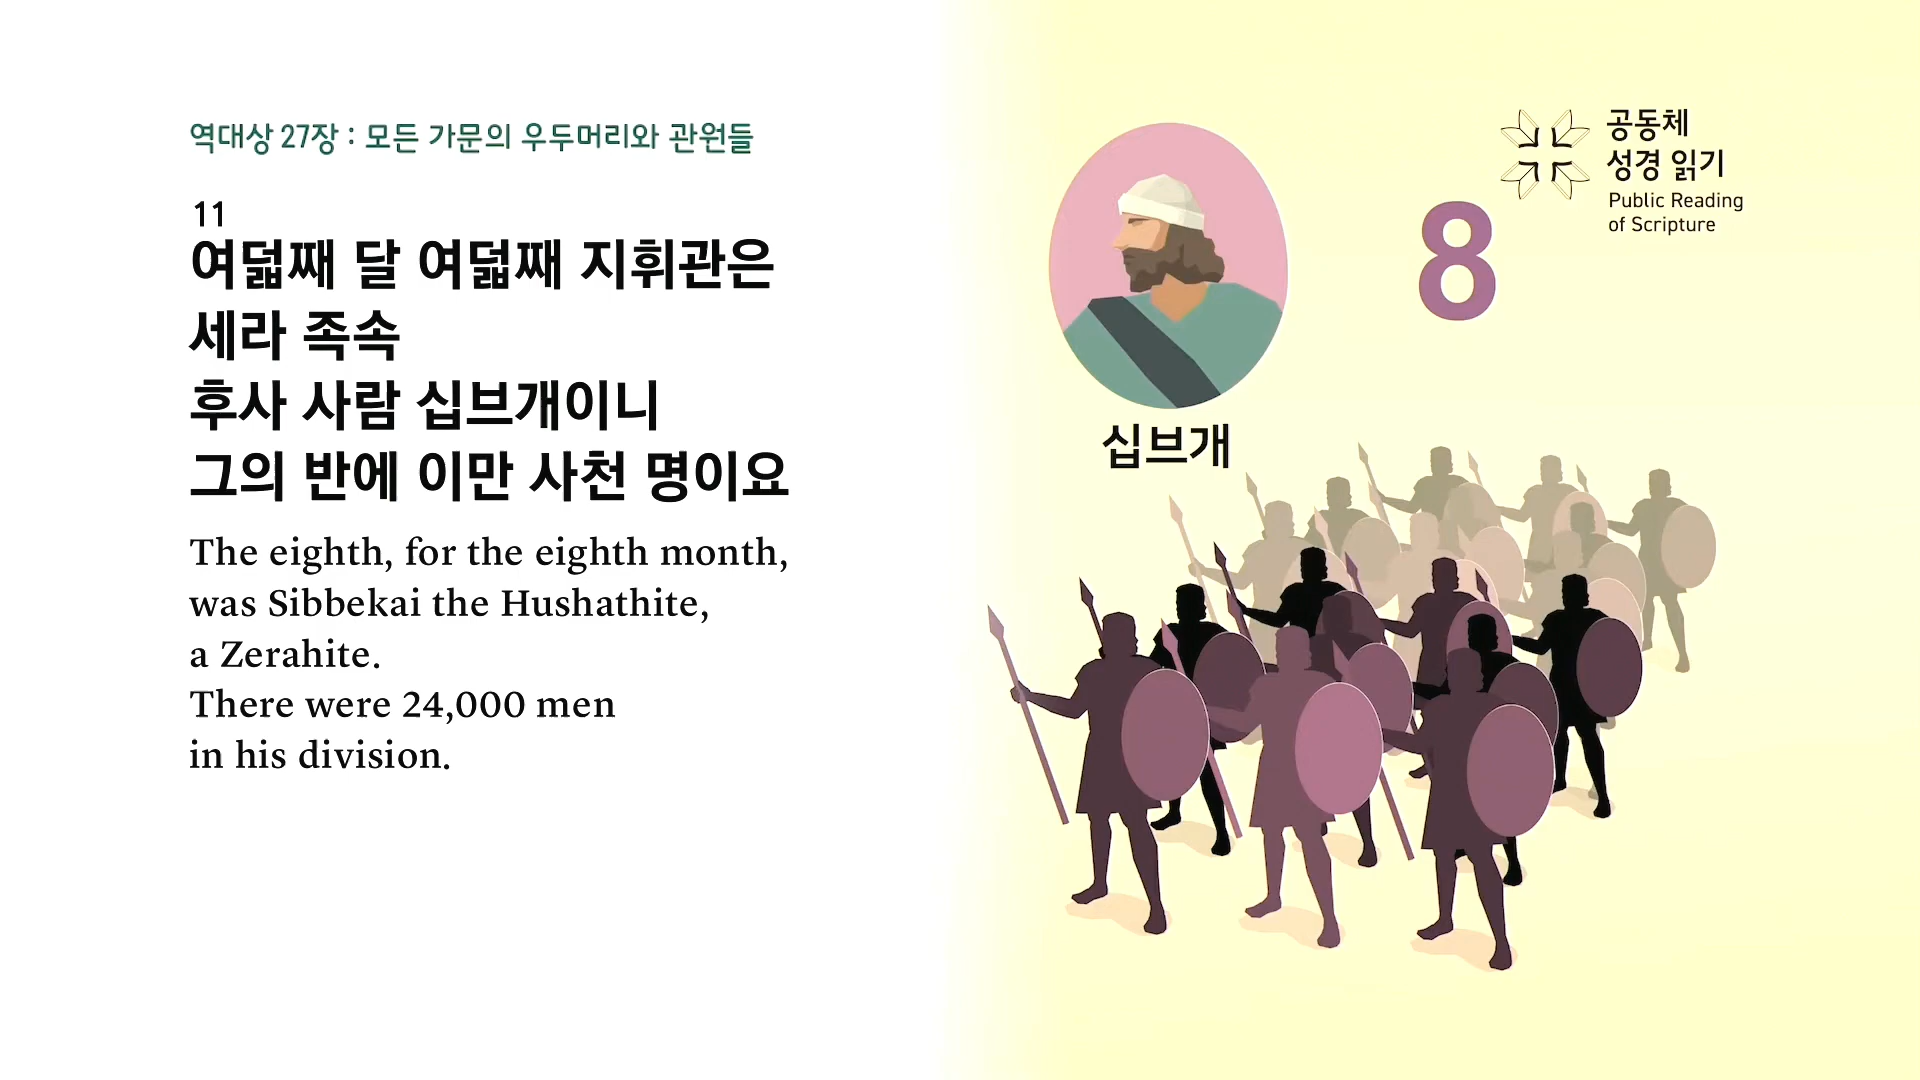 역대상 27장 : 모든 가문의 우두머리와 관원들
11
여덟째 달 여덟째 지휘관은
세라 족속
후사 사람 십브개이니
그의 반에 이만 사천 명이요
The eighth, for the eighth month,
was Sibbekai the Hushathite,
a Zerahite.
There were 24,000 men
in his division.
십브개
8
공동체
성경 읽기
Public Reading
of Scripture